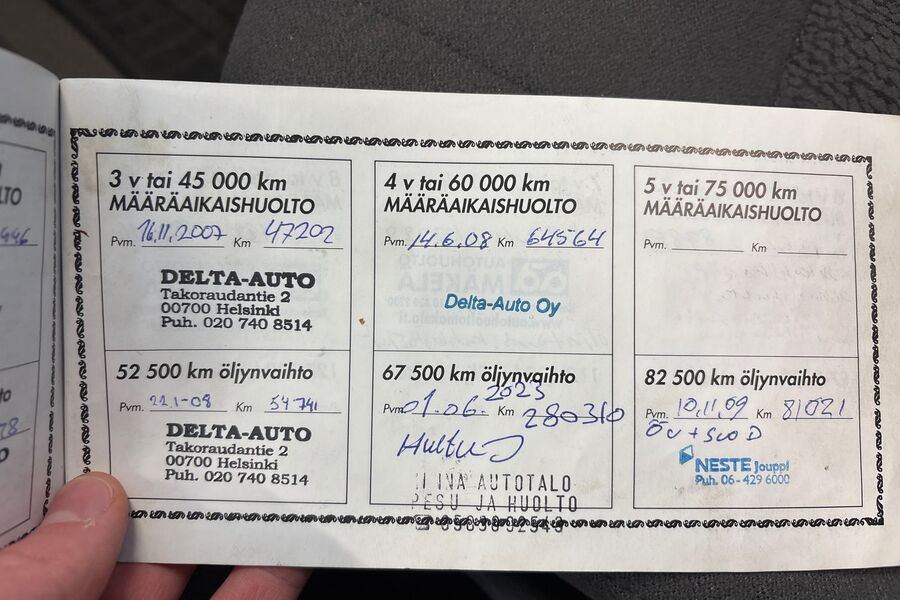 3 v tai 45 000 km
MÄÄRÄAIKAISHUOLTO
Pvm. 16.11.2007 Km 47202
DELTA-AUTO
Takoraudantie 2
00700 Helsinki
Puh. 020 740 8514
52 500 km öljynvaihto
Pvm. 22.1-08 Km 54741
DELTA-AUTO
Takoraudantie 2
00700 Helsinki
Puh. 020 740 8514
4 v tai 60 000 km
MÄÄRÄAIKAISHUOLTO
Pvm. 14.6.08 Km 64564
Delta-Auto Oy
67 500 km öljynvaihto
Pvm. 01.06.2023 Km 280310
AUTOTALO
PESU JA HUOLTO
5 v tai 75 000 km
MÄÄRÄAIKAISHUOLTO
Pvm. Km
82 500 km öljynvaihto
Pvm. 10.11.09 Km 81021
ÖV + suo D
NESTE Jouppi
Puh. 06-429 6000